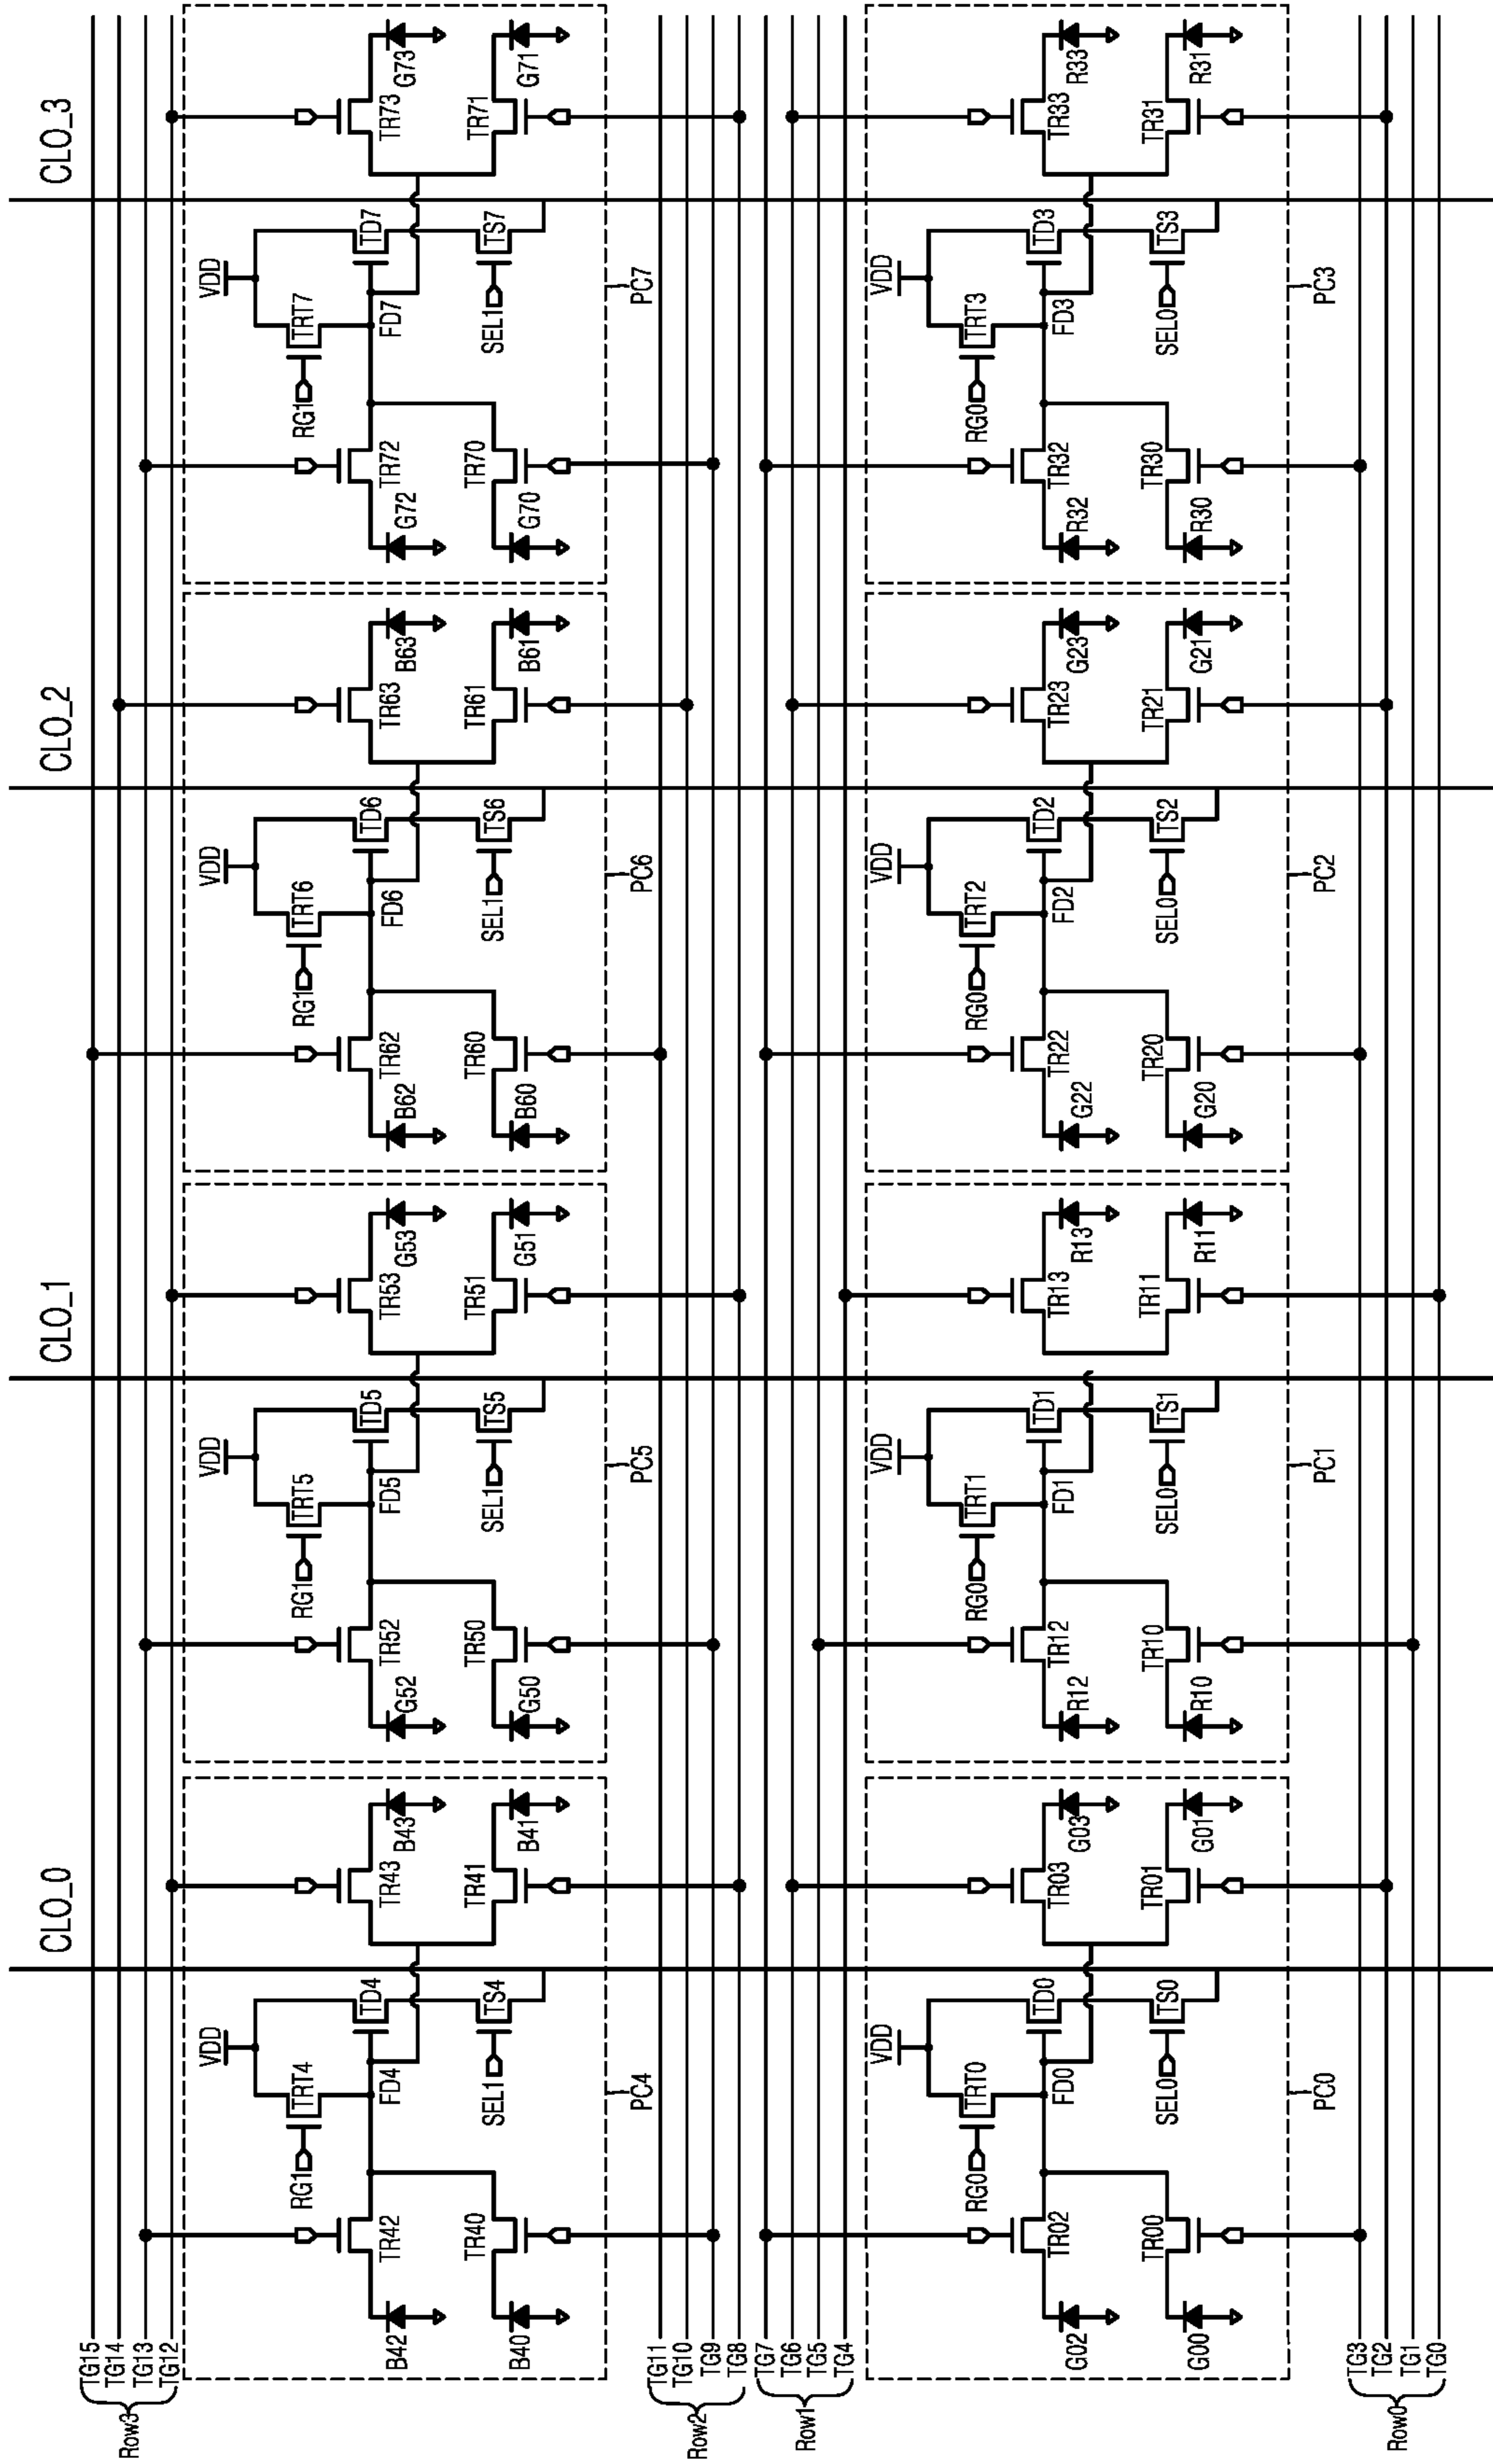 CLO_0 CLO_1 CLO_2 CLO_3
Row3
TG15
TG14
TG13
TG12
VDD VDD VDD VDD
RG1 TRT4 RG1 TRT5 RG1 TRT6 RG1 TRT7
TR42 FD4 TD4 TR43 TR52 FD5 TD5 TR53 TR62 FD6 TD6 TR63 TR72 FD7 TD7 TR73
B42 B43 G52 G53 B62 B63 G72 G73
TR40 SEL1 TS4 TR41 TR50 SEL1 TS5 TR51 TR60 SEL1 TS6 TR61 TR70 SEL1 TS7 TR71
B40 B41 G50 G51 B60 B61 G70 G71
PC4 PC5 PC6 PC7
Row2
TG11
TG10
TG9
TG8
Row1
TG7
TG6
TG5
TG4
VDD VDD VDD VDD
RG0 TRT0 RG0 TRT1 RG0 TRT2 RG0 TRT3
TR02 FD0 TD0 TR03 TR12 FD1 TD1 TR13 TR22 FD2 TD2 TR23 TR32 FD3 TD3 TR33
G02 G03 R12 R13 G22 G23 R32 R33
TR00 SEL0 TS0 TR01 TR10 SEL0 TS1 TR11 TR20 SEL0 TS2 TR21 TR30 SEL0 TS3 TR31
G00 G01 R10 R11 G20 G21 R30 R31
PC0 PC1 PC2 PC3
Row0
TG3
TG2
TG1
TG0